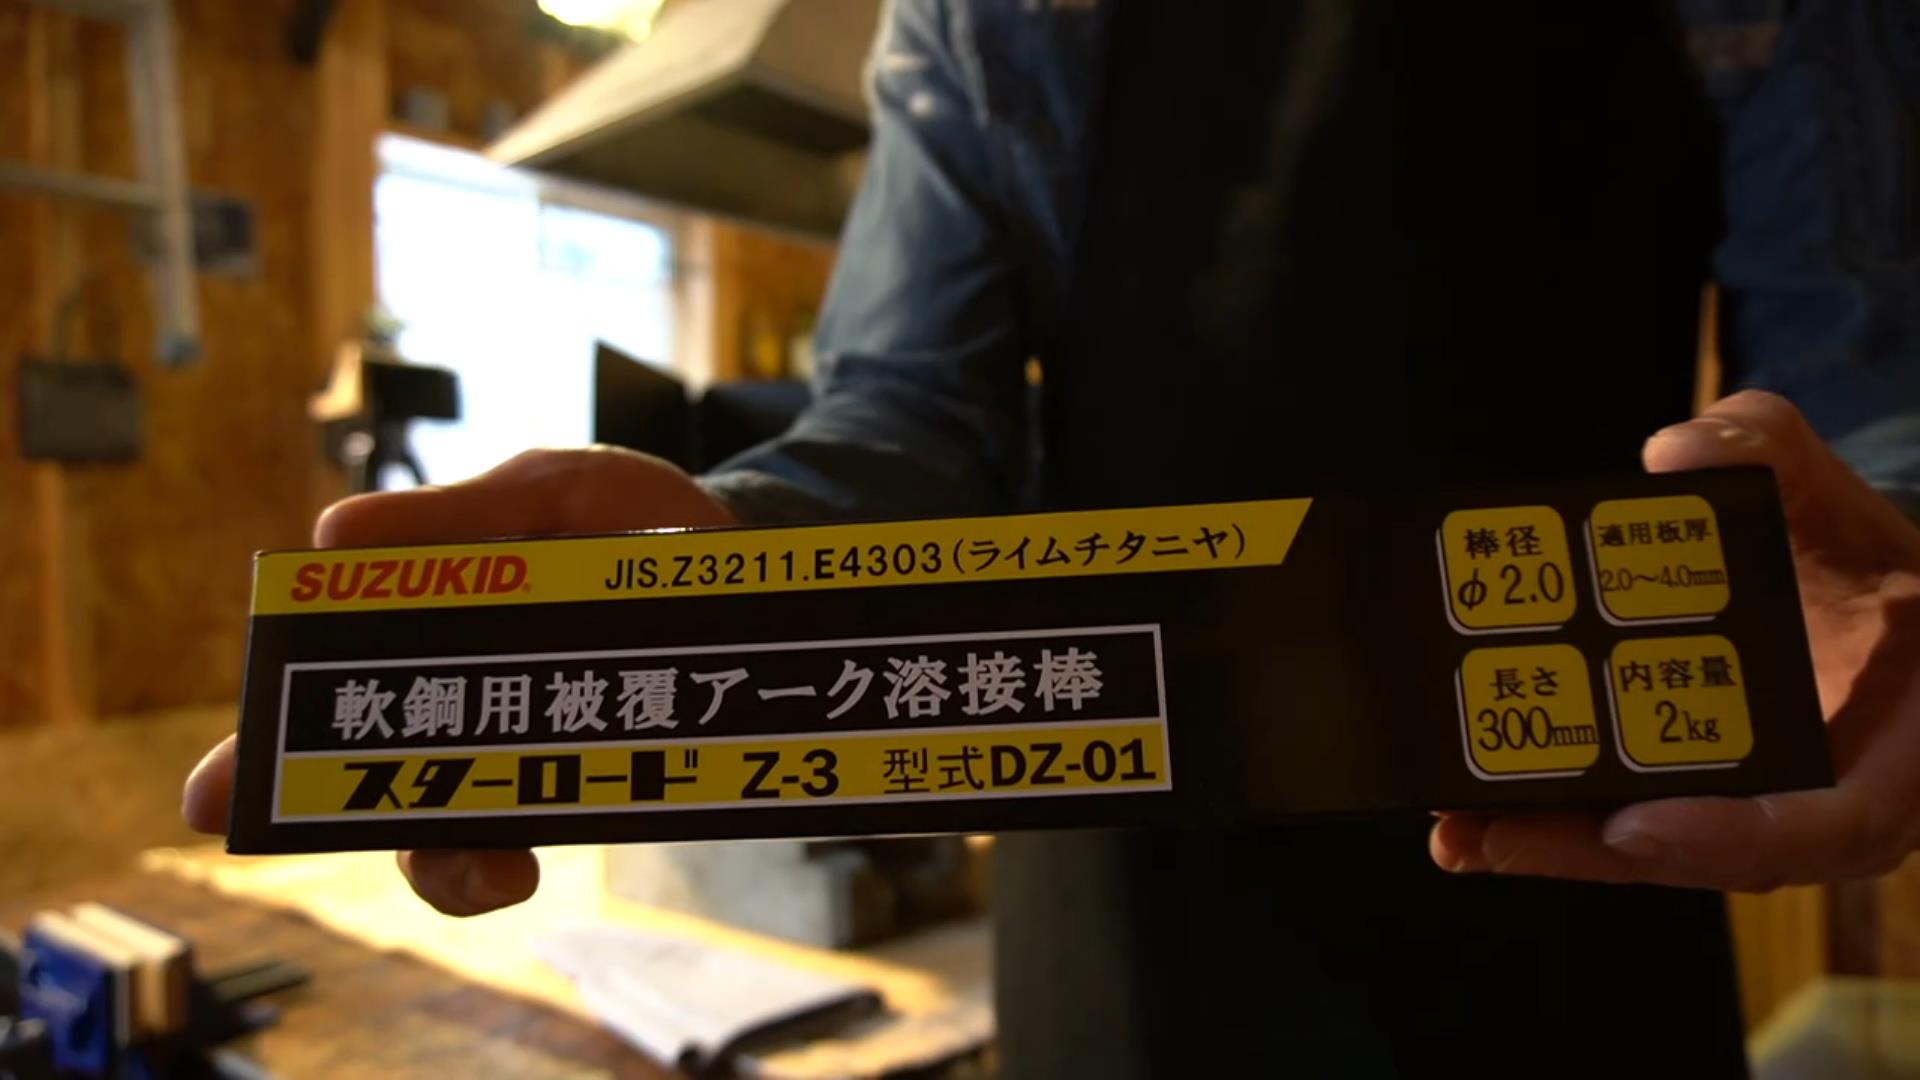 SUZUKID JIS.Z3211.E4303(ライムチタニヤ)
軟鋼用被覆アーク溶接棒
スターロード Z-3 型式DZ-01
棒径
φ2.0
適用板厚
2.0～4.0mm
長さ
300mm
内容量
2kg